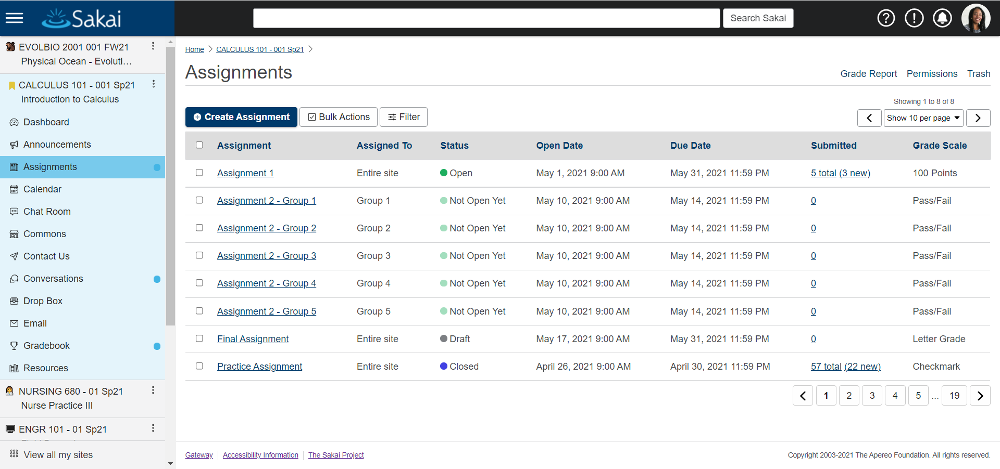 Sakai
Search Sakai
EVOLBIO 2001 001 FW21
Physical Ocean - Evoluti...
CALCULUS 101 - 001 Sp21
Introduction to Calculus
Dashboard
Announcements
Assignments
Calendar
Chat Room
Commons
Contact Us
Conversations
Drop Box
Email
Gradebook
Resources
NURSING 680 - 01 Sp21
Nurse Practice III
ENGR 101 - 01 Sp21
View all my sites
Home CALCULUS 101 - 001 Sp21
Assignments
Grade Report Permissions Trash
Showing 1 to 8 of 8
Create Assignment Bulk Actions Filter
Show 10 per page
Assignment Assigned To Status Open Date Due Date Submitted Grade Scale
Assignment 1 Entire site Open May 1, 2021 9:00 AM May 31, 2021 11:59 PM 5 total (3 new) 100 Points
Assignment 2 - Group 1 Group 1 Not Open Yet May 10, 2021 9:00 AM May 14, 2021 11:59 PM 0 Pass/Fail
Assignment 2 - Group 2 Group 2 Not Open Yet May 10, 2021 9:00 AM May 14, 2021 11:59 PM 0 Pass/Fail
Assignment 2 - Group 3 Group 3 Not Open Yet May 10, 2021 9:00 AM May 14, 2021 11:59 PM 0 Pass/Fail
Assignment 2 - Group 4 Group 4 Not Open Yet May 10, 2021 9:00 AM May 14, 2021 11:59 PM 0 Pass/Fail
Assignment 2 - Group 5 Group 5 Not Open Yet May 10, 2021 9:00 AM May 14, 2021 11:59 PM 0 Pass/Fail
Final Assignment Entire site Draft May 17, 2021 9:00 AM May 31, 2021 11:59 PM 0 Letter Grade
Practice Assignment Entire site Closed April 26, 2021 9:00 AM April 30, 2021 11:59 PM 57 total (22 new) Checkmark
1 2 3 4 5 ... 19
Gateway Accessibility Information The Sakai Project
Copyright 2003-2021 The Apereo Foundation. All rights reserved.